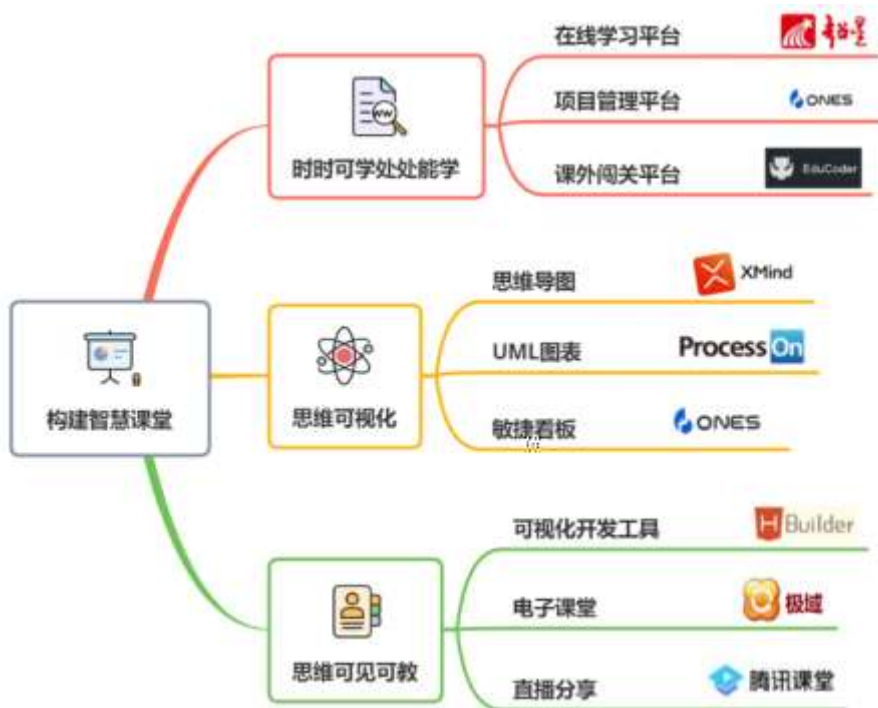 在线学习平台
项目管理平台
ONES
课外闯关平台
EduCoder
时时可学处处能学
思维导图
XMind
UML图表
ProcessOn
构建智慧课堂
思维可视化
敏捷看板
ONES
可视化开发工具
HBuilder
电子课堂
极域
思维可见可教
直播分享
腾讯课堂